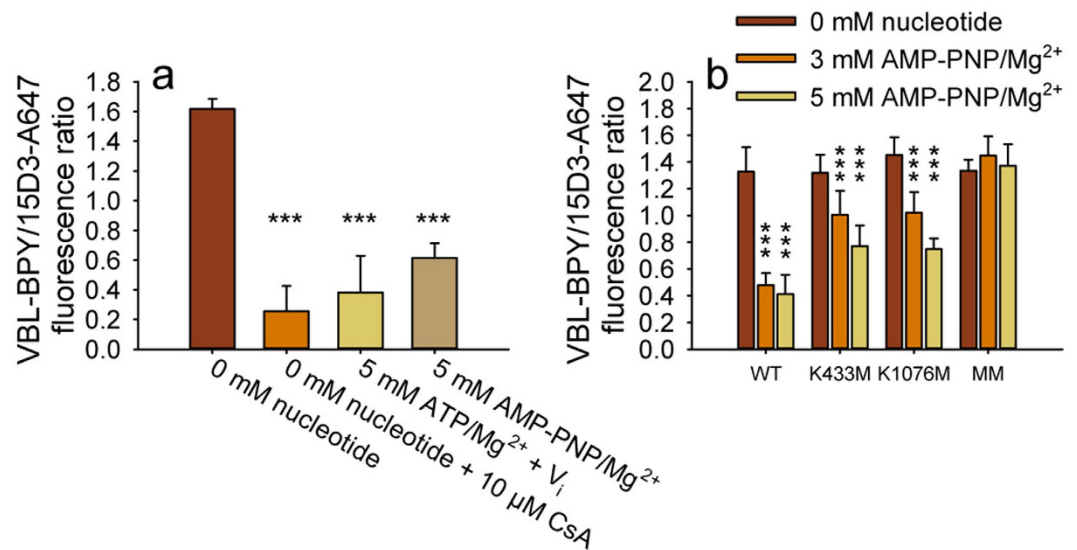 a
VBL-BPY/15D3-A647
fluorescence ratio
1.8
1.6
1.4
1.2
1.0
0.8
0.6
0.4
0.2
0.0
***
***
***
0 mM nucleotide
0 mM nucleotide + 10 µM CsA
5 mM ATP/Mg²⁺ + Vᵢ
5 mM AMP-PNP/Mg²⁺
b
0 mM nucleotide
3 mM AMP-PNP/Mg²⁺
5 mM AMP-PNP/Mg²⁺
VBL-BPY/15D3-A647
fluorescence ratio
2.0
1.8
1.6
1.4
1.2
1.0
0.8
0.6
0.4
0.2
0.0
***
***
***
***
***
***
WT K433M K1076M MM